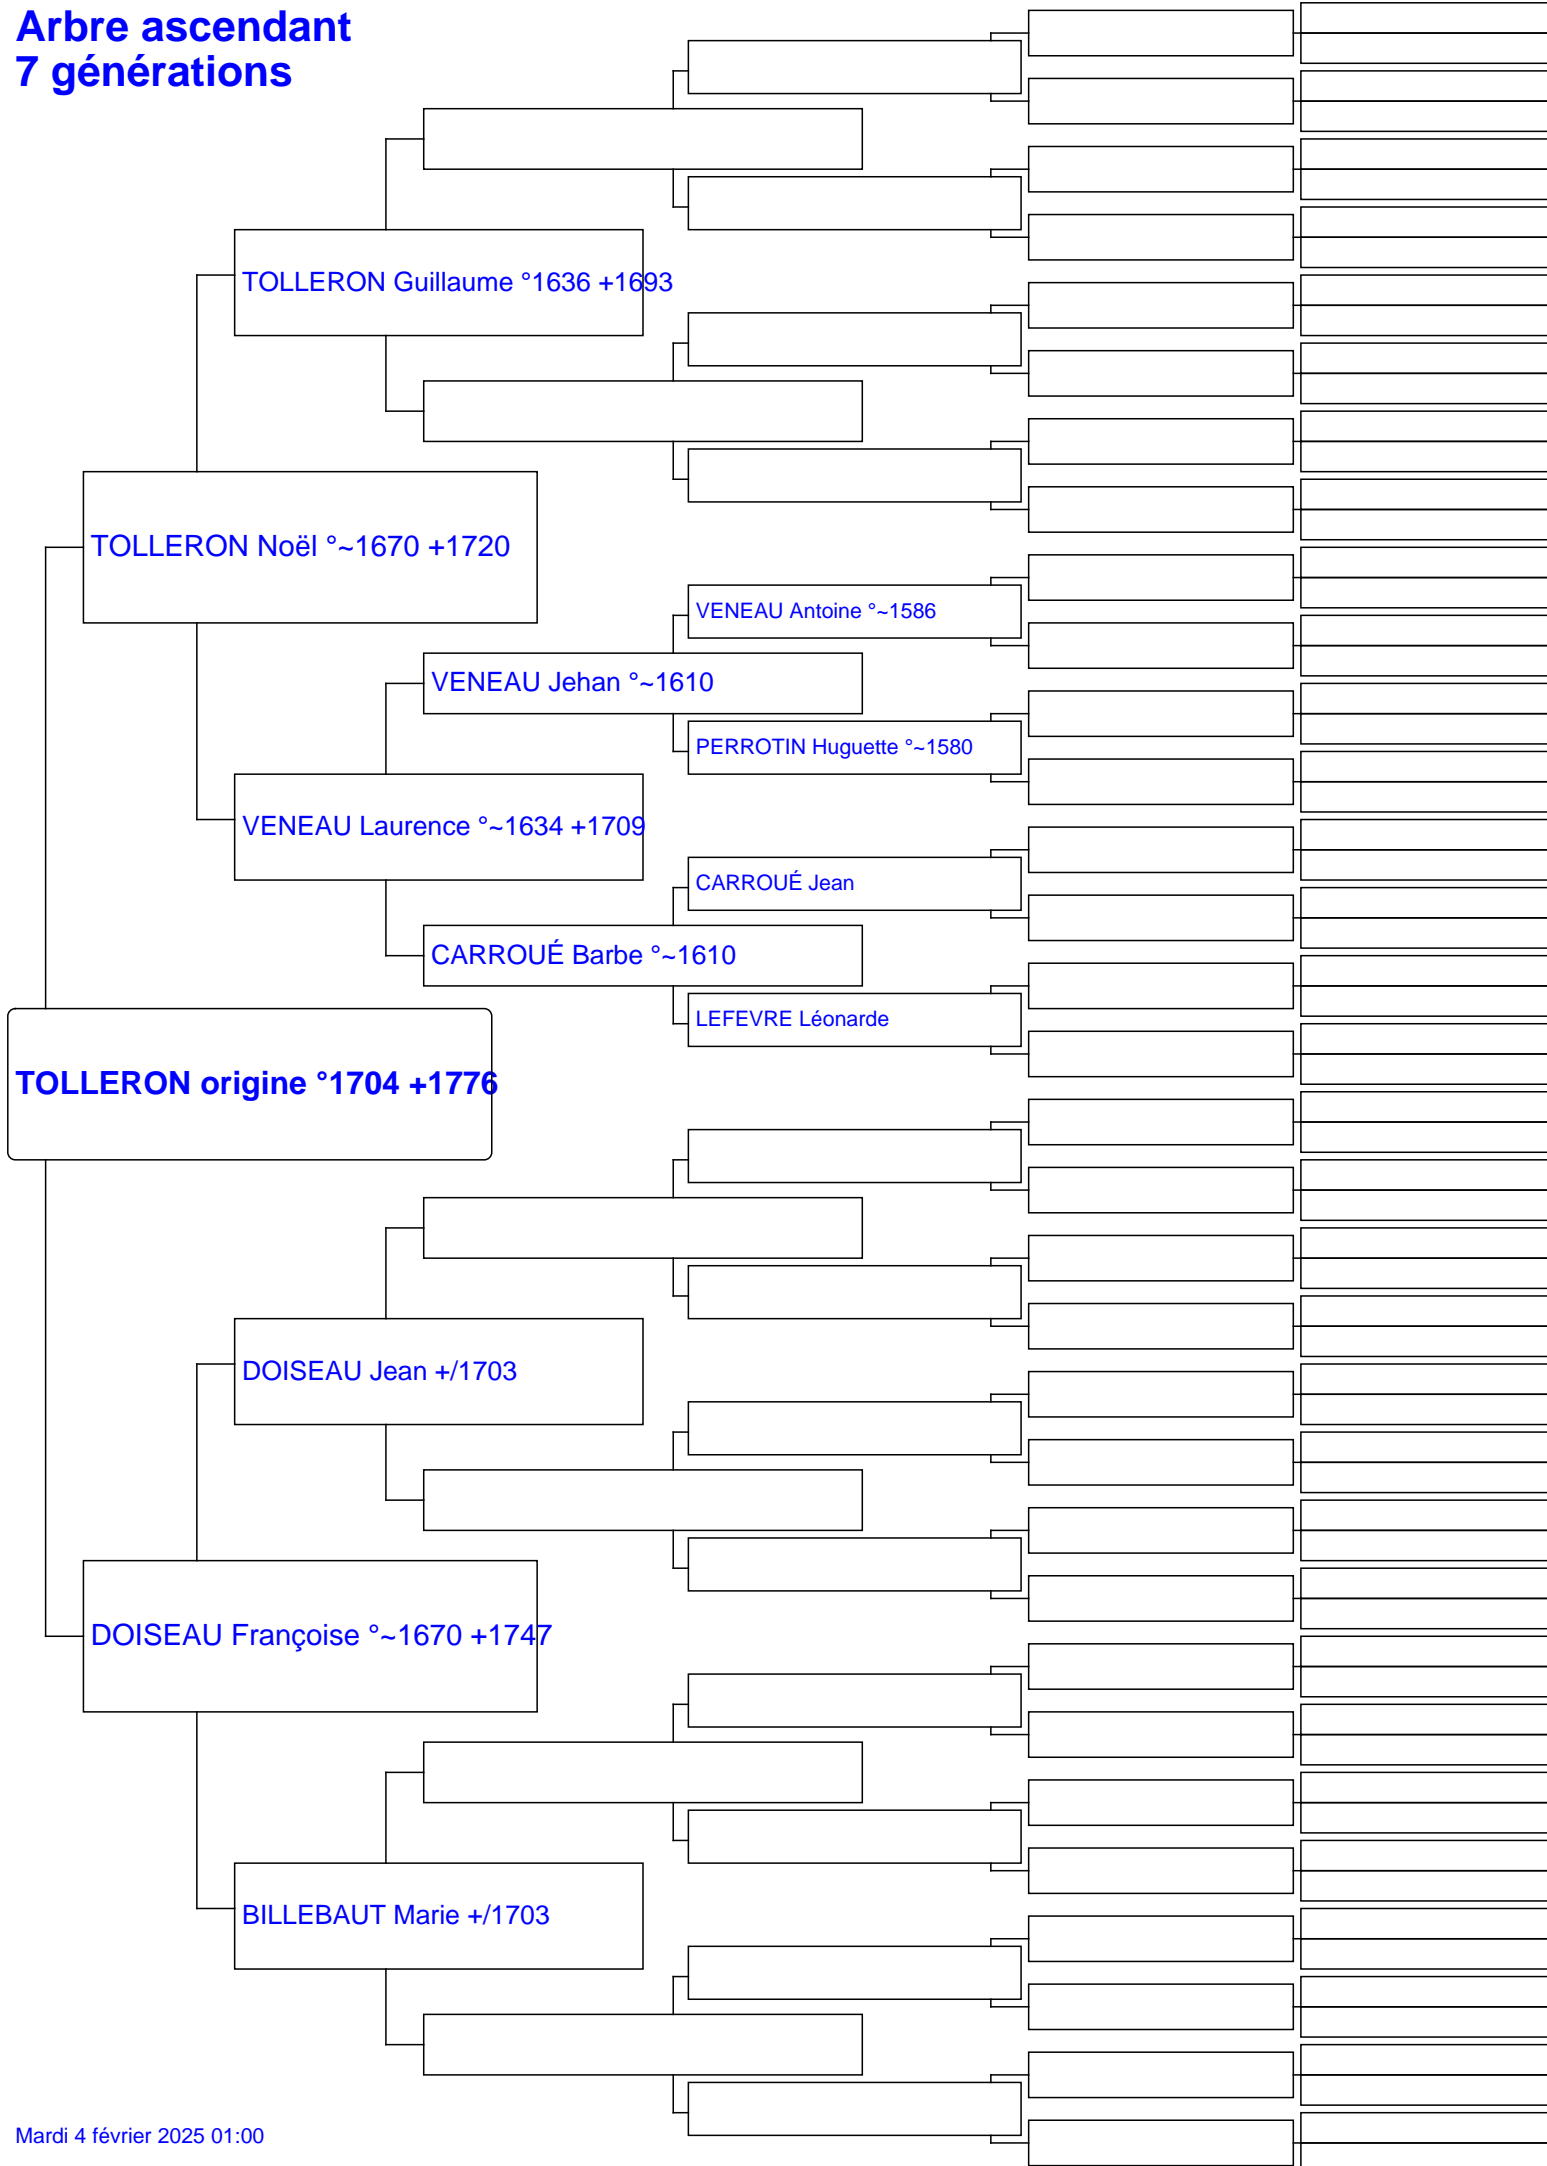 Arbre ascendant
7 générations
TOLLERON Guillaume °1636 +1693
TOLLERON Noël °~1670 +1720
VENEAU Antoine °~1586
VENEAU Jehan °~1610
PERROTIN Huguette °~1580
VENEAU Laurence °~1634 +1709
CARROUÉ Jean
CARROUÉ Barbe °~1610
LEFEVRE Léonarde
TOLLERON origine °1704 +1776
DOISEAU Jean +/1703
DOISEAU Françoise °~1670 +1747
BILLEBAUT Marie +/1703
Mardi 4 février 2025 01:00